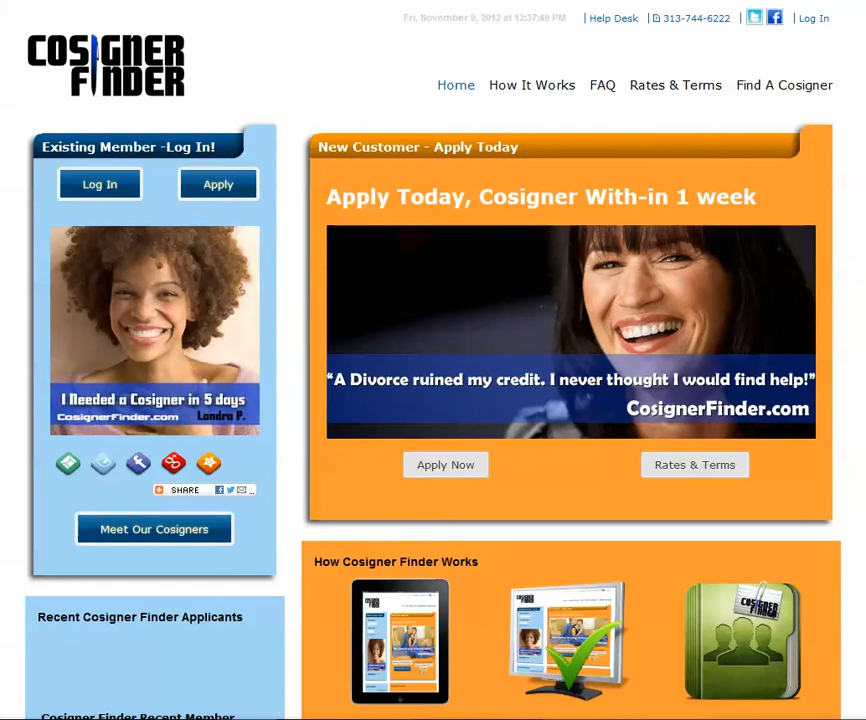 Fri, November 9, 2012 at 12:37:49 PM
Help Desk
313-744-6222
Log In
COSIGNER
FINDER
Home
How It Works
FAQ
Rates & Terms
Find A Cosigner
Existing Member -Log In!
Log In
Apply
I Needed a Cosigner in 5 days
CosignerFinder.com
Landra P.
SHARE
Meet Our Cosigners
New Customer - Apply Today
Apply Today, Cosigner With-in 1 week
“A Divorce ruined my credit. I never thought I would find help!”
CosignerFinder.com
Apply Now
Rates & Terms
How Cosigner Finder Works
COSIGNER
FINDER
Recent Cosigner Finder Applicants
Cosigner Finder Recent Member